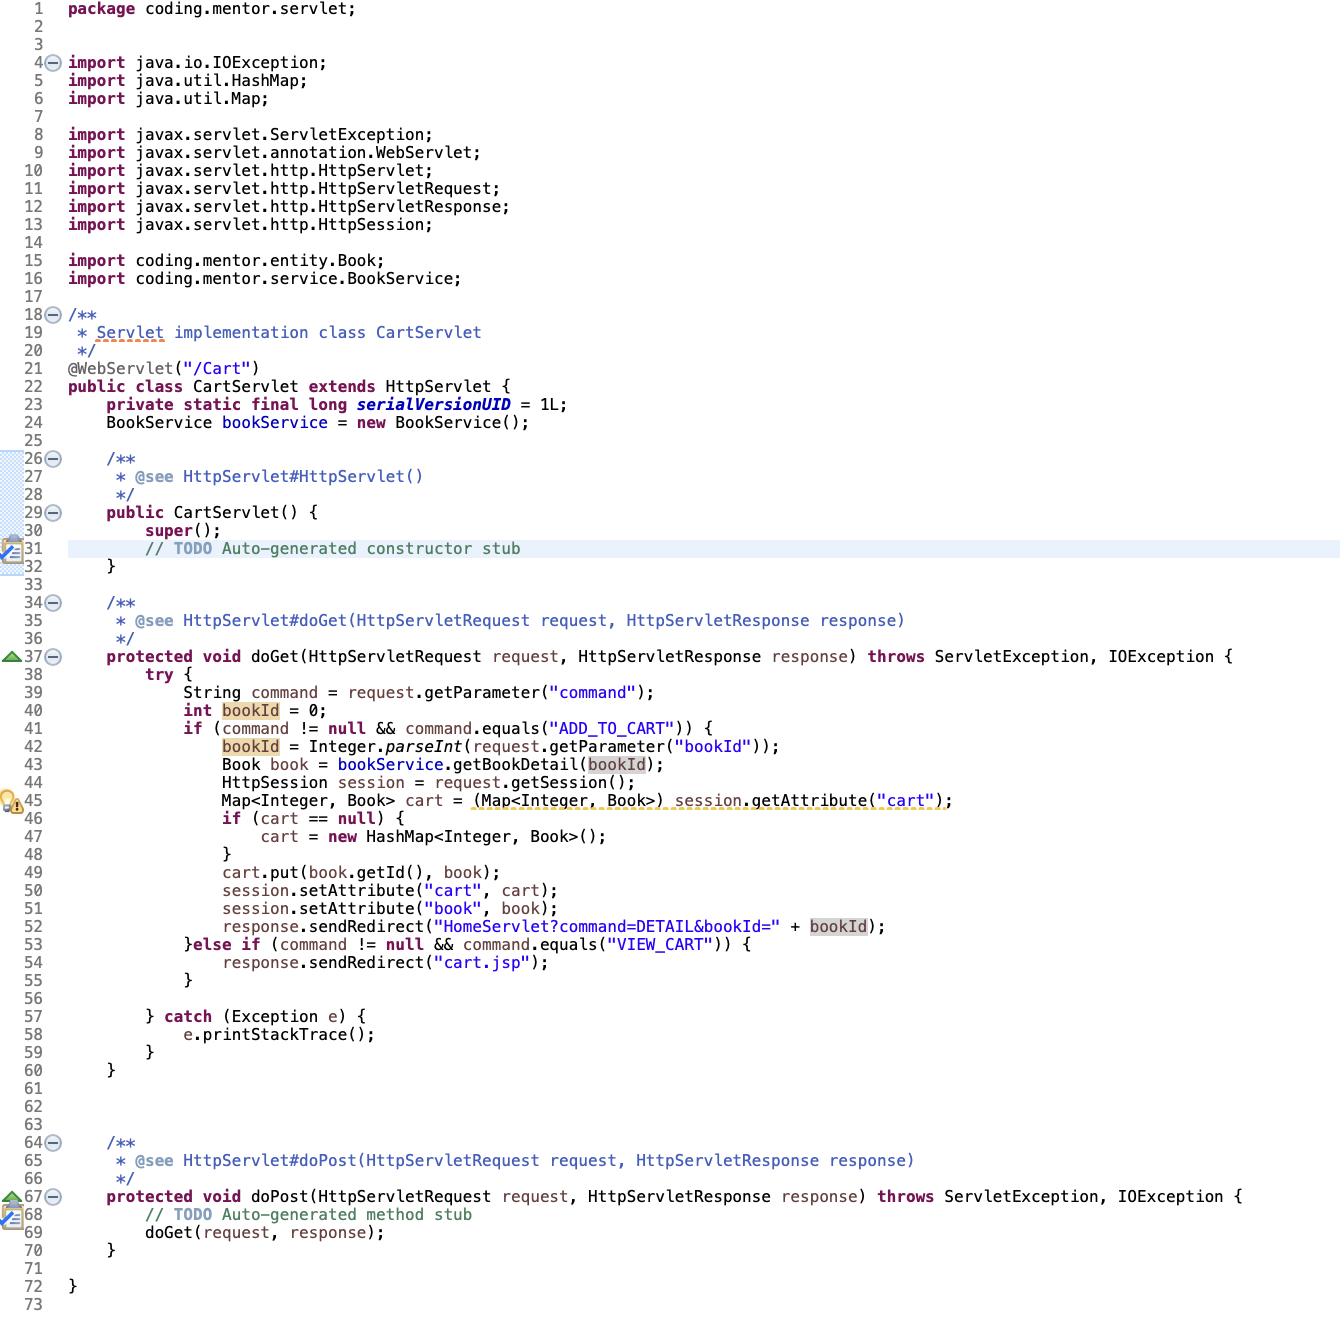 1 package coding.mentor.servlet;
2
3
4 import java.io.IOException;
5 import java.util.HashMap;
6 import java.util.Map;
7
8 import javax.servlet.ServletException;
9 import javax.servlet.annotation.WebServlet;
10 import javax.servlet.http.HttpServlet;
11 import javax.servlet.http.HttpServletRequest;
12 import javax.servlet.http.HttpServletResponse;
13 import javax.servlet.http.HttpSession;
14
15 import coding.mentor.entity.Book;
16 import coding.mentor.service.BookService;
17
18 /**
19  * Servlet implementation class CartServlet
20  */
21 @WebServlet("/Cart")
22 public class CartServlet extends HttpServlet {
23     private static final long serialVersionUID = 1L;
24     BookService bookService = new BookService();
25
26     /**
27      * @see HttpServlet#HttpServlet()
28      */
29     public CartServlet() {
30         super();
31         // TODO Auto-generated constructor stub
32     }
33
34     /**
35      * @see HttpServlet#doGet(HttpServletRequest request, HttpServletResponse response)
36      */
37     protected void doGet(HttpServletRequest request, HttpServletResponse response) throws ServletException, IOException {
38         try {
39             String command = request.getParameter("command");
40             int bookId = 0;
41             if (command != null && command.equals("ADD_TO_CART")) {
42                 bookId = Integer.parseInt(request.getParameter("bookId"));
43                 Book book = bookService.getBookDetail(bookId);
44                 HttpSession session = request.getSession();
45                 Map<Integer, Book> cart = (Map<Integer, Book>) session.getAttribute("cart");
46                 if (cart == null) {
47                     cart = new HashMap<Integer, Book>();
48                 }
49                 cart.put(book.getId(), book);
50                 session.setAttribute("cart", cart);
51                 session.setAttribute("book", book);
52                 response.sendRedirect("HomeServlet?command=DETAIL&bookId=" + bookId);
53             }else if (command != null && command.equals("VIEW_CART")) {
54                 response.sendRedirect("cart.jsp");
55             }
56
57         } catch (Exception e) {
58             e.printStackTrace();
59         }
60     }
61
62
63
64     /**
65      * @see HttpServlet#doPost(HttpServletRequest request, HttpServletResponse response)
66      */
67     protected void doPost(HttpServletRequest request, HttpServletResponse response) throws ServletException, IOException {
68         // TODO Auto-generated method stub
69         doGet(request, response);
70     }
71
72 }
73